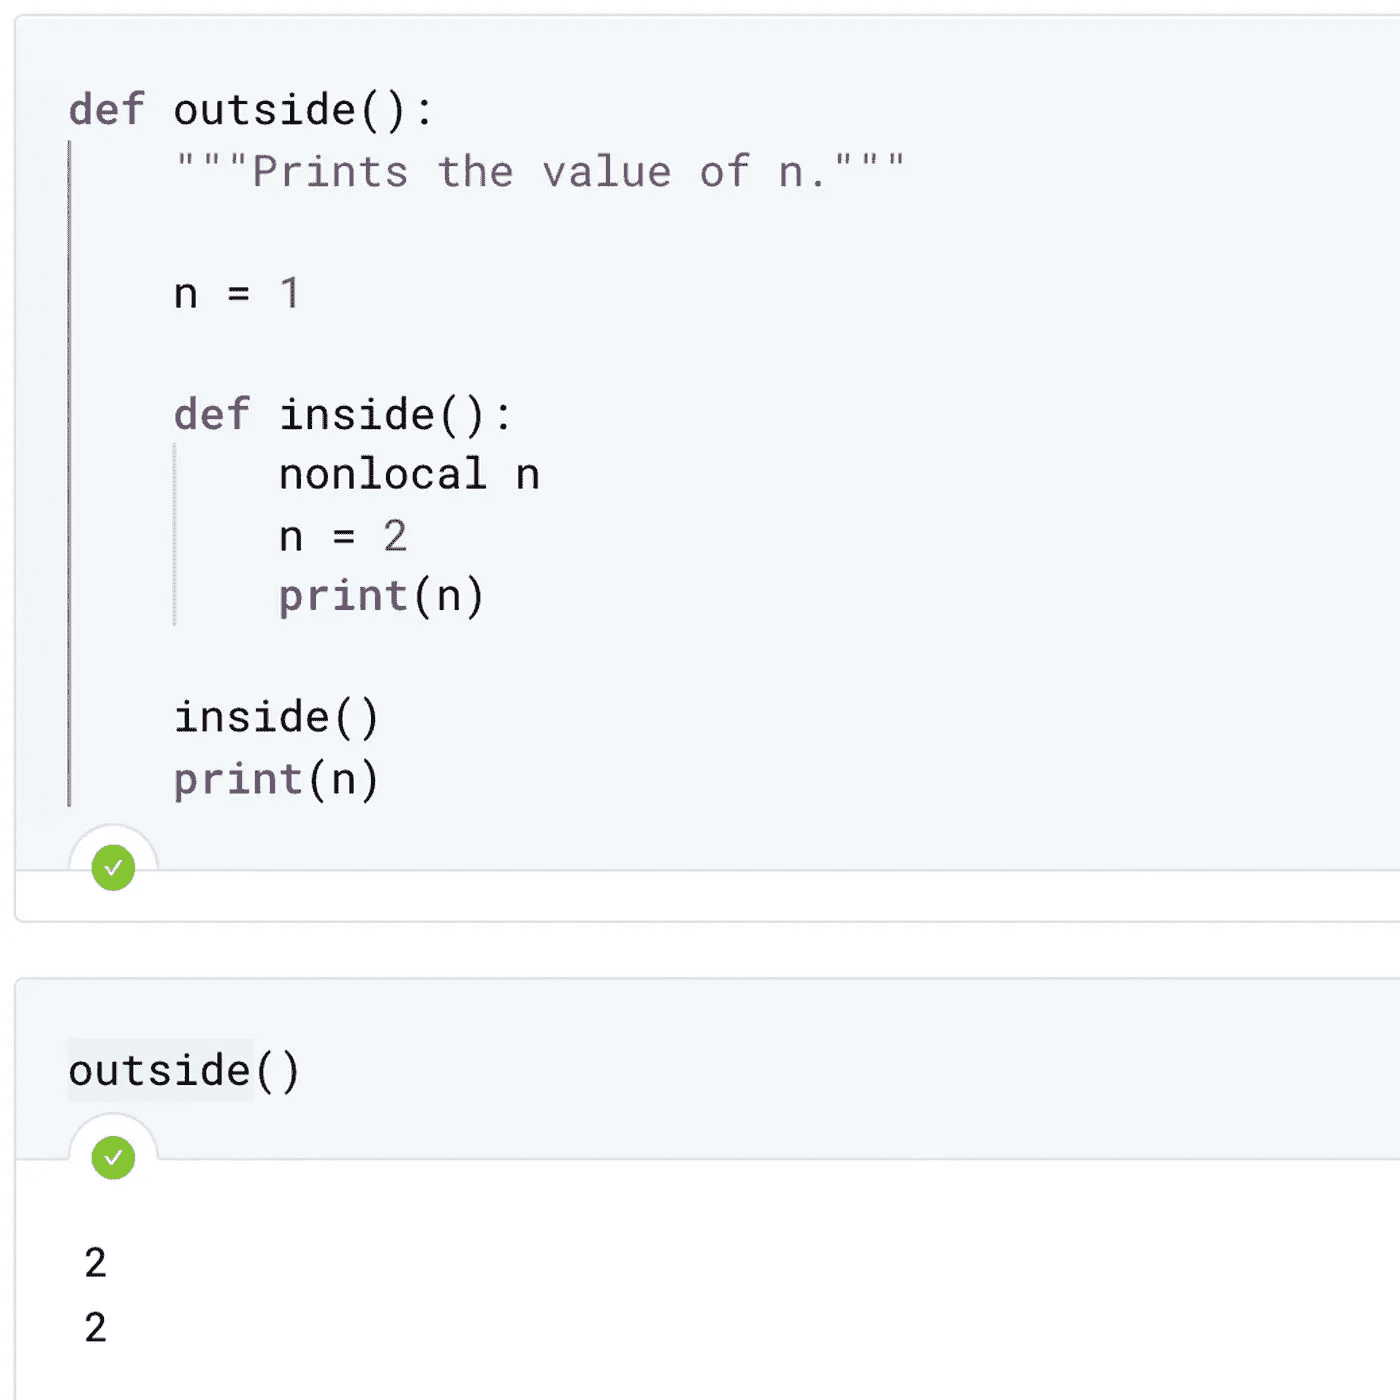 def outside():
    """Prints the value of n."""
    n = 1
    def inside():
        nonlocal n
        n = 2
        print(n)
    inside()
    print(n)
outside()
2
2